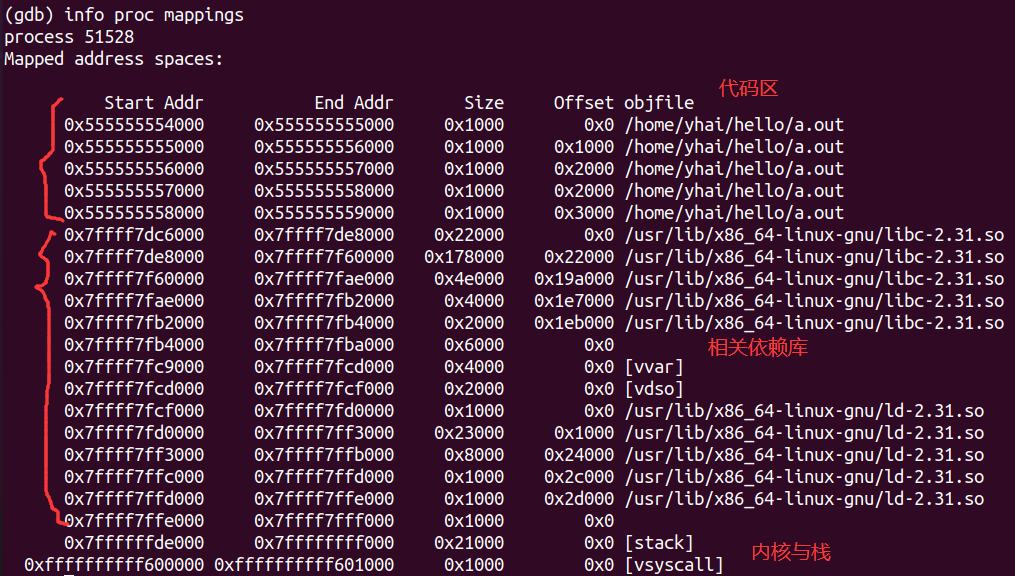 (gdb) info proc mappings
process 51528
Mapped address spaces:
代码区
Start Addr End Addr Size Offset objfile
0x555555554000 0x555555555000 0x1000 0x0 /home/yhai/hello/a.out
0x555555555000 0x555555556000 0x1000 0x1000 /home/yhai/hello/a.out
0x555555556000 0x555555557000 0x1000 0x2000 /home/yhai/hello/a.out
0x555555557000 0x555555558000 0x1000 0x2000 /home/yhai/hello/a.out
0x555555558000 0x555555559000 0x1000 0x3000 /home/yhai/hello/a.out
0x7ffff7dc6000 0x7ffff7de8000 0x22000 0x0 /usr/lib/x86_64-linux-gnu/libc-2.31.so
0x7ffff7de8000 0x7ffff7f60000 0x178000 0x22000 /usr/lib/x86_64-linux-gnu/libc-2.31.so
0x7ffff7f60000 0x7ffff7fae000 0x4e000 0x19a000 /usr/lib/x86_64-linux-gnu/libc-2.31.so
0x7ffff7fae000 0x7ffff7fb2000 0x4000 0x1e7000 /usr/lib/x86_64-linux-gnu/libc-2.31.so
0x7ffff7fb2000 0x7ffff7fb4000 0x2000 0x1eb000 /usr/lib/x86_64-linux-gnu/libc-2.31.so
0x7ffff7fb4000 0x7ffff7fba000 0x6000 0x0 相关依赖库
0x7ffff7fc9000 0x7ffff7fcd000 0x4000 0x0 [vvar]
0x7ffff7fcd000 0x7ffff7fcf000 0x2000 0x0 [vdso]
0x7ffff7fcf000 0x7ffff7fd0000 0x1000 0x0 /usr/lib/x86_64-linux-gnu/ld-2.31.so
0x7ffff7fd0000 0x7ffff7ff3000 0x23000 0x1000 /usr/lib/x86_64-linux-gnu/ld-2.31.so
0x7ffff7ff3000 0x7ffff7ffb000 0x8000 0x24000 /usr/lib/x86_64-linux-gnu/ld-2.31.so
0x7ffff7ffc000 0x7ffff7ffd000 0x1000 0x2c000 /usr/lib/x86_64-linux-gnu/ld-2.31.so
0x7ffff7ffd000 0x7ffff7ffe000 0x1000 0x2d000 /usr/lib/x86_64-linux-gnu/ld-2.31.so
0x7ffff7ffe000 0x7ffff7fff000 0x1000 0x0
0x7ffffffde000 0x7ffffffff000 0x21000 0x0 [stack]
内核与栈
0xffffffffff600000 0xffffffffff601000 0x1000 0x0 [vsyscall]